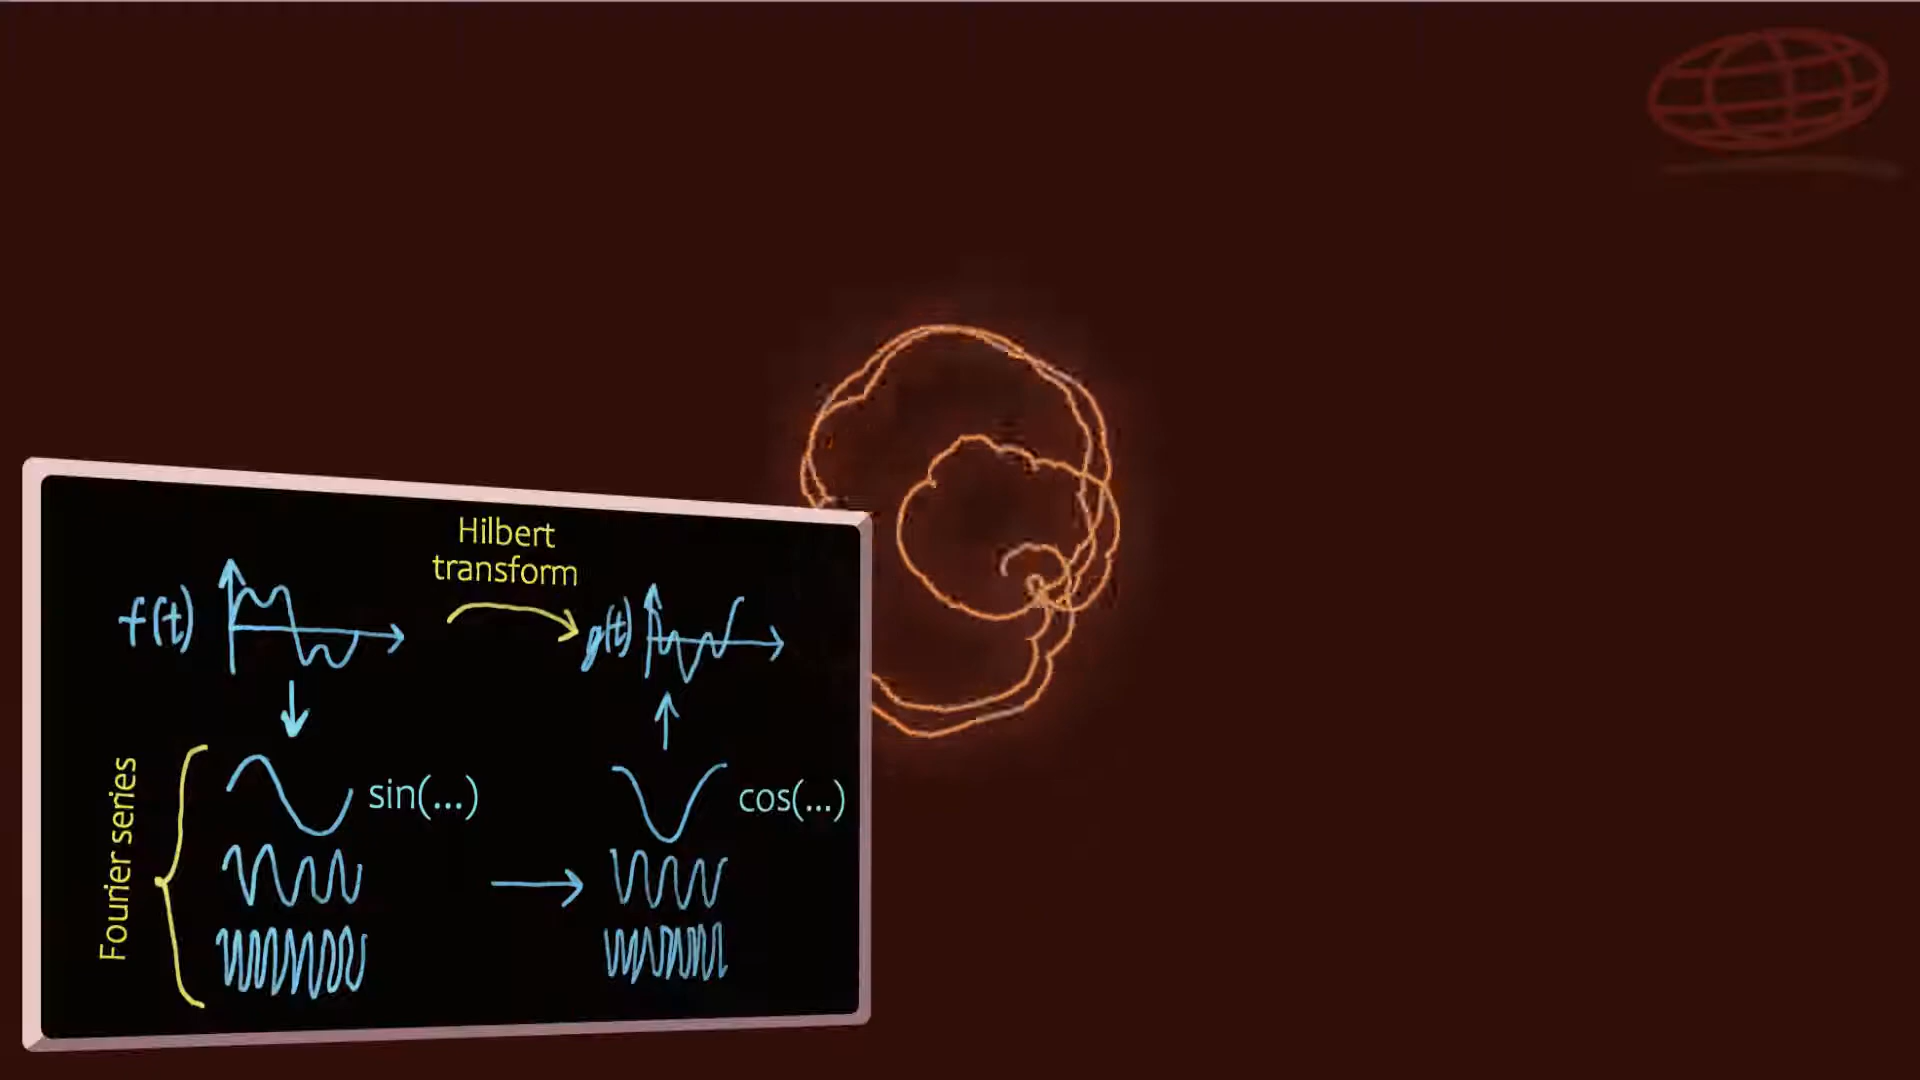 Hilbert
transform
f(t)
g(t)
sin(...)
cos(...)
Fourier series